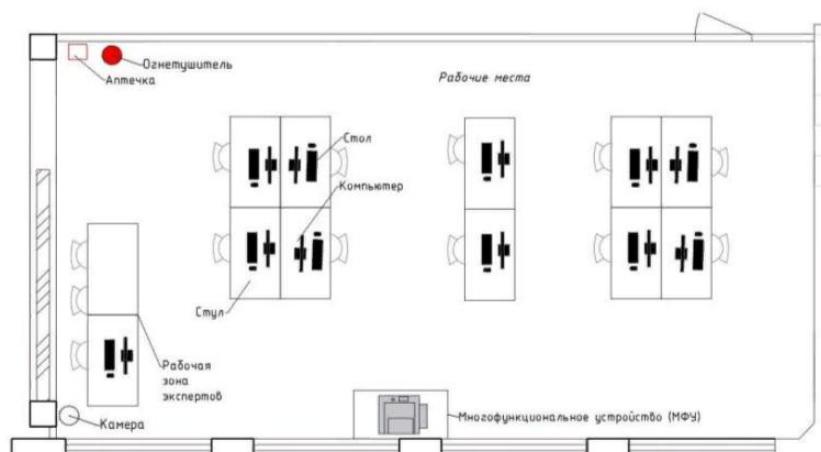 Огнетушитель
Аптечка
Рабочие места
Стол
Компьютер
Стул
Рабочая
зона
экспертов
Камера
Многофункциональное устройство (МФУ)